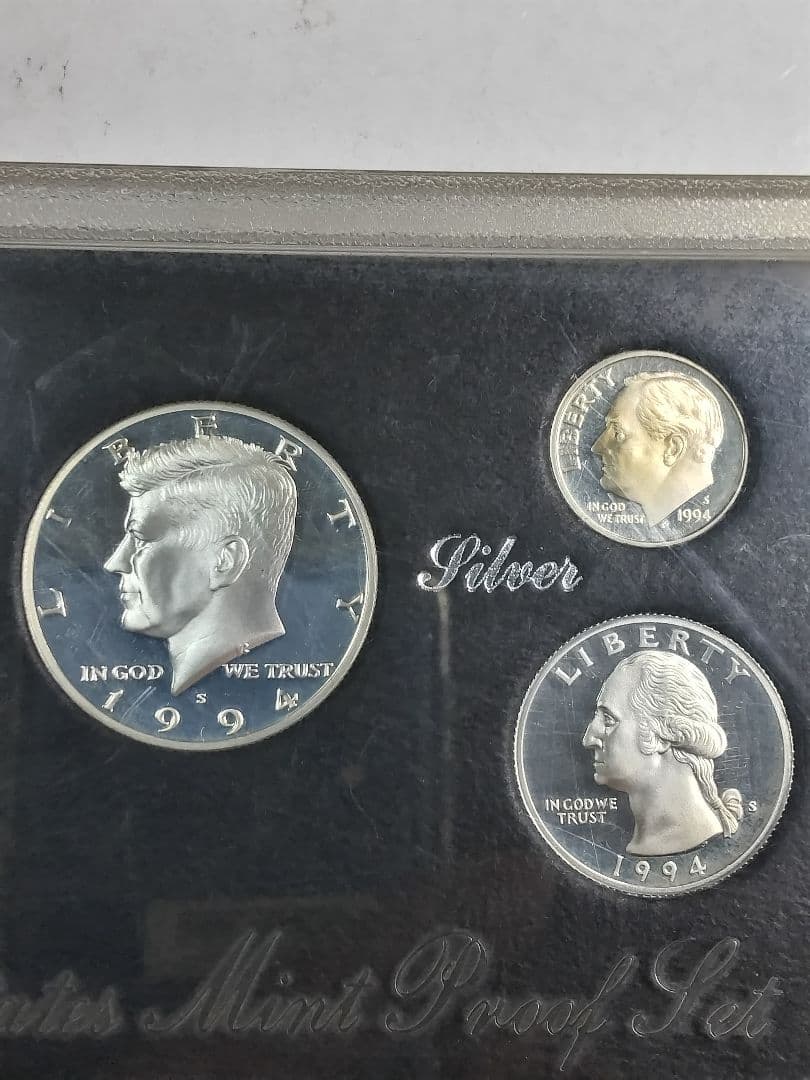 LIBERTY
IN GOD WE TRUST
S
1994
LIBERTY
IN GOD
WE TRUST
S
1994
Silver
LIBERTY
IN GOD WE
TRUST
S
1994
ates Mint Proof Set